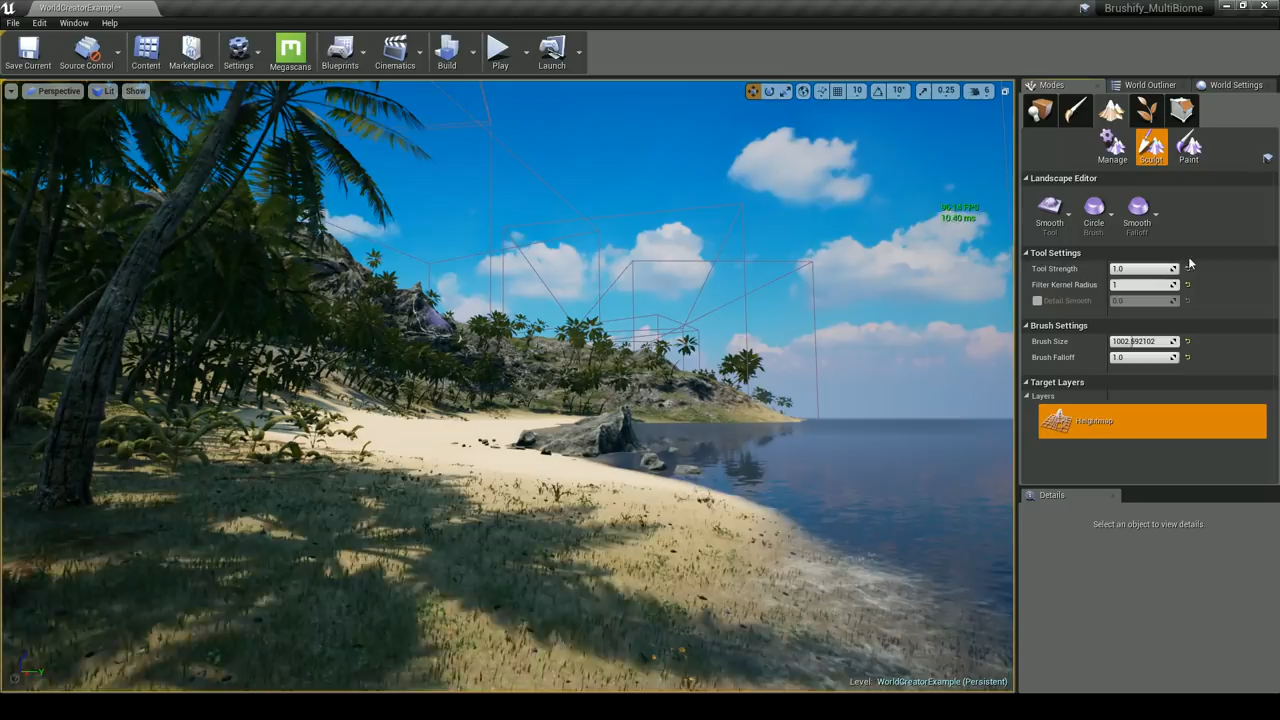 WorldCreatorExample*
Brushify_MultiBiome
File Edit Window Help
Save Current Source Control Content Marketplace Settings Megascans Blueprints Cinematics Build Play Launch
Perspective Lit Show
10 10° 0.25 6
Modes World Outliner World Settings
Manage Sculpt Paint
Landscape Editor
Smooth Circle Smooth
Tool Brush Falloff
10.40 ms
Tool Settings
Tool Strength 1.0
Filter Kernel Radius 1
Detail Smooth 0.0
Brush Settings
Brush Size 1002.592102
Brush Falloff 1.0
Target Layers
Layers
Heightmap
Details
Select an object to view details.
Level: WorldCreatorExample (Persistent)